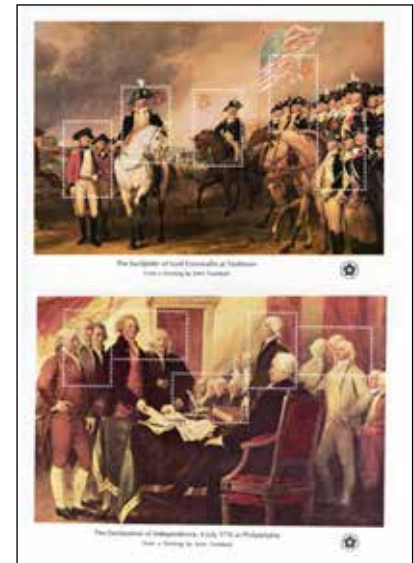 The Surrender of Lord Cornwallis at Yorktown
From a Painting by John Trumbull
The Declaration of Independence, 4 July 1776 at Philadelphia
From a Painting by John Trumbull